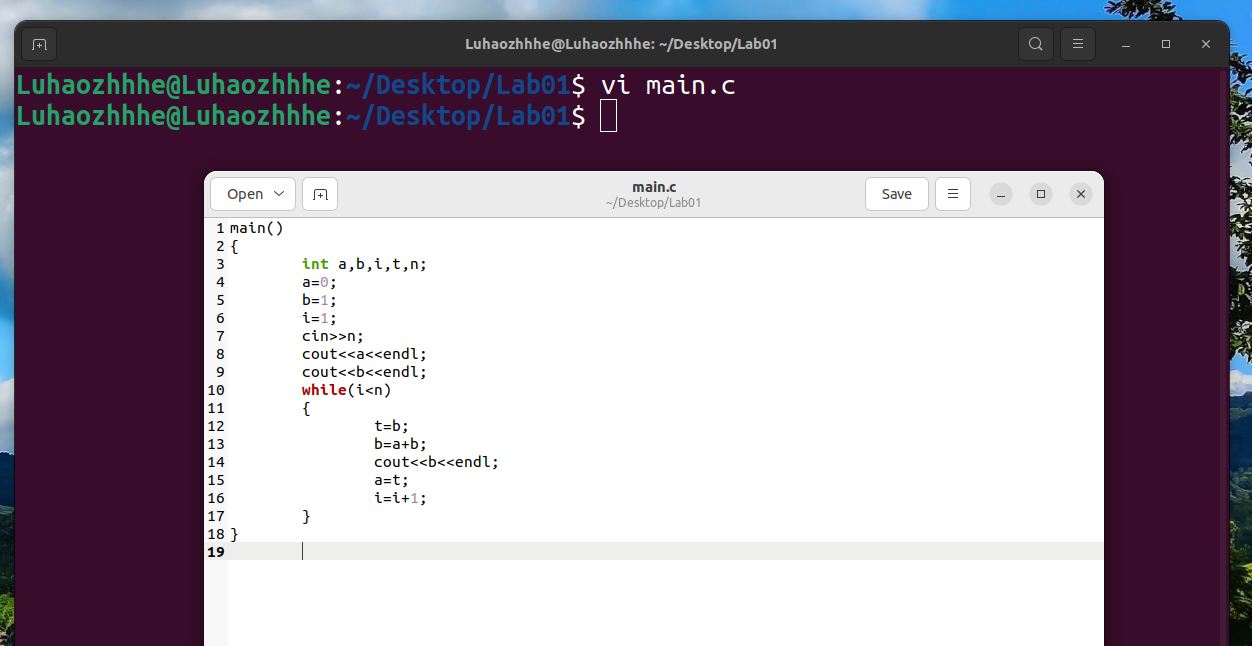 Luhaozhhhe@Luhaozhhhe: ~/Desktop/Lab01
Luhaozhhhe@Luhaozhhhe:~/Desktop/Lab01$ vi main.c
Luhaozhhhe@Luhaozhhhe:~/Desktop/Lab01$
Open
main.c
~/Desktop/Lab01
Save
1 main()
2 {
3         int a,b,i,t,n;
4         a=0;
5         b=1;
6         i=1;
7         cin>>n;
8         cout<<a<<endl;
9         cout<<b<<endl;
10         while(i<n)
11         {
12                 t=b;
13                 b=a+b;
14                 cout<<b<<endl;
15                 a=t;
16                 i=i+1;
17         }
18 }
19